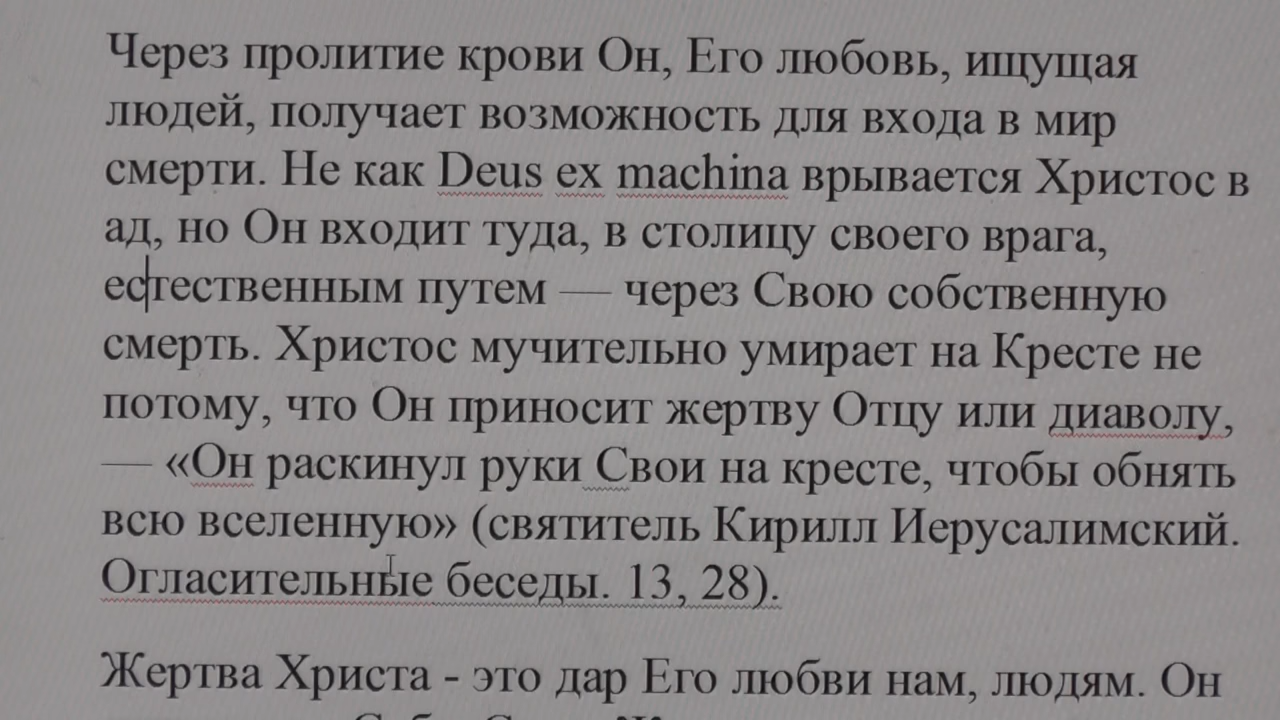 Через пролитие крови Он, Его любовь, ищущая
людей, получает возможность для входа в мир
смерти. Не как Deus ex machina врывается Христос в
ад, но Он входит туда, в столицу своего врага,
естественным путем — через Свою собственную
смерть. Христос мучительно умирает на Кресте не
потому, что Он приносит жертву Отцу или диаволу,
— «Он раскинул руки Свои на кресте, чтобы обнять
всю вселенную» (святитель Кирилл Иерусалимский.
Огласительные беседы. 13, 28).
Жертва Христа - это дар Его любви нам, людям. Он